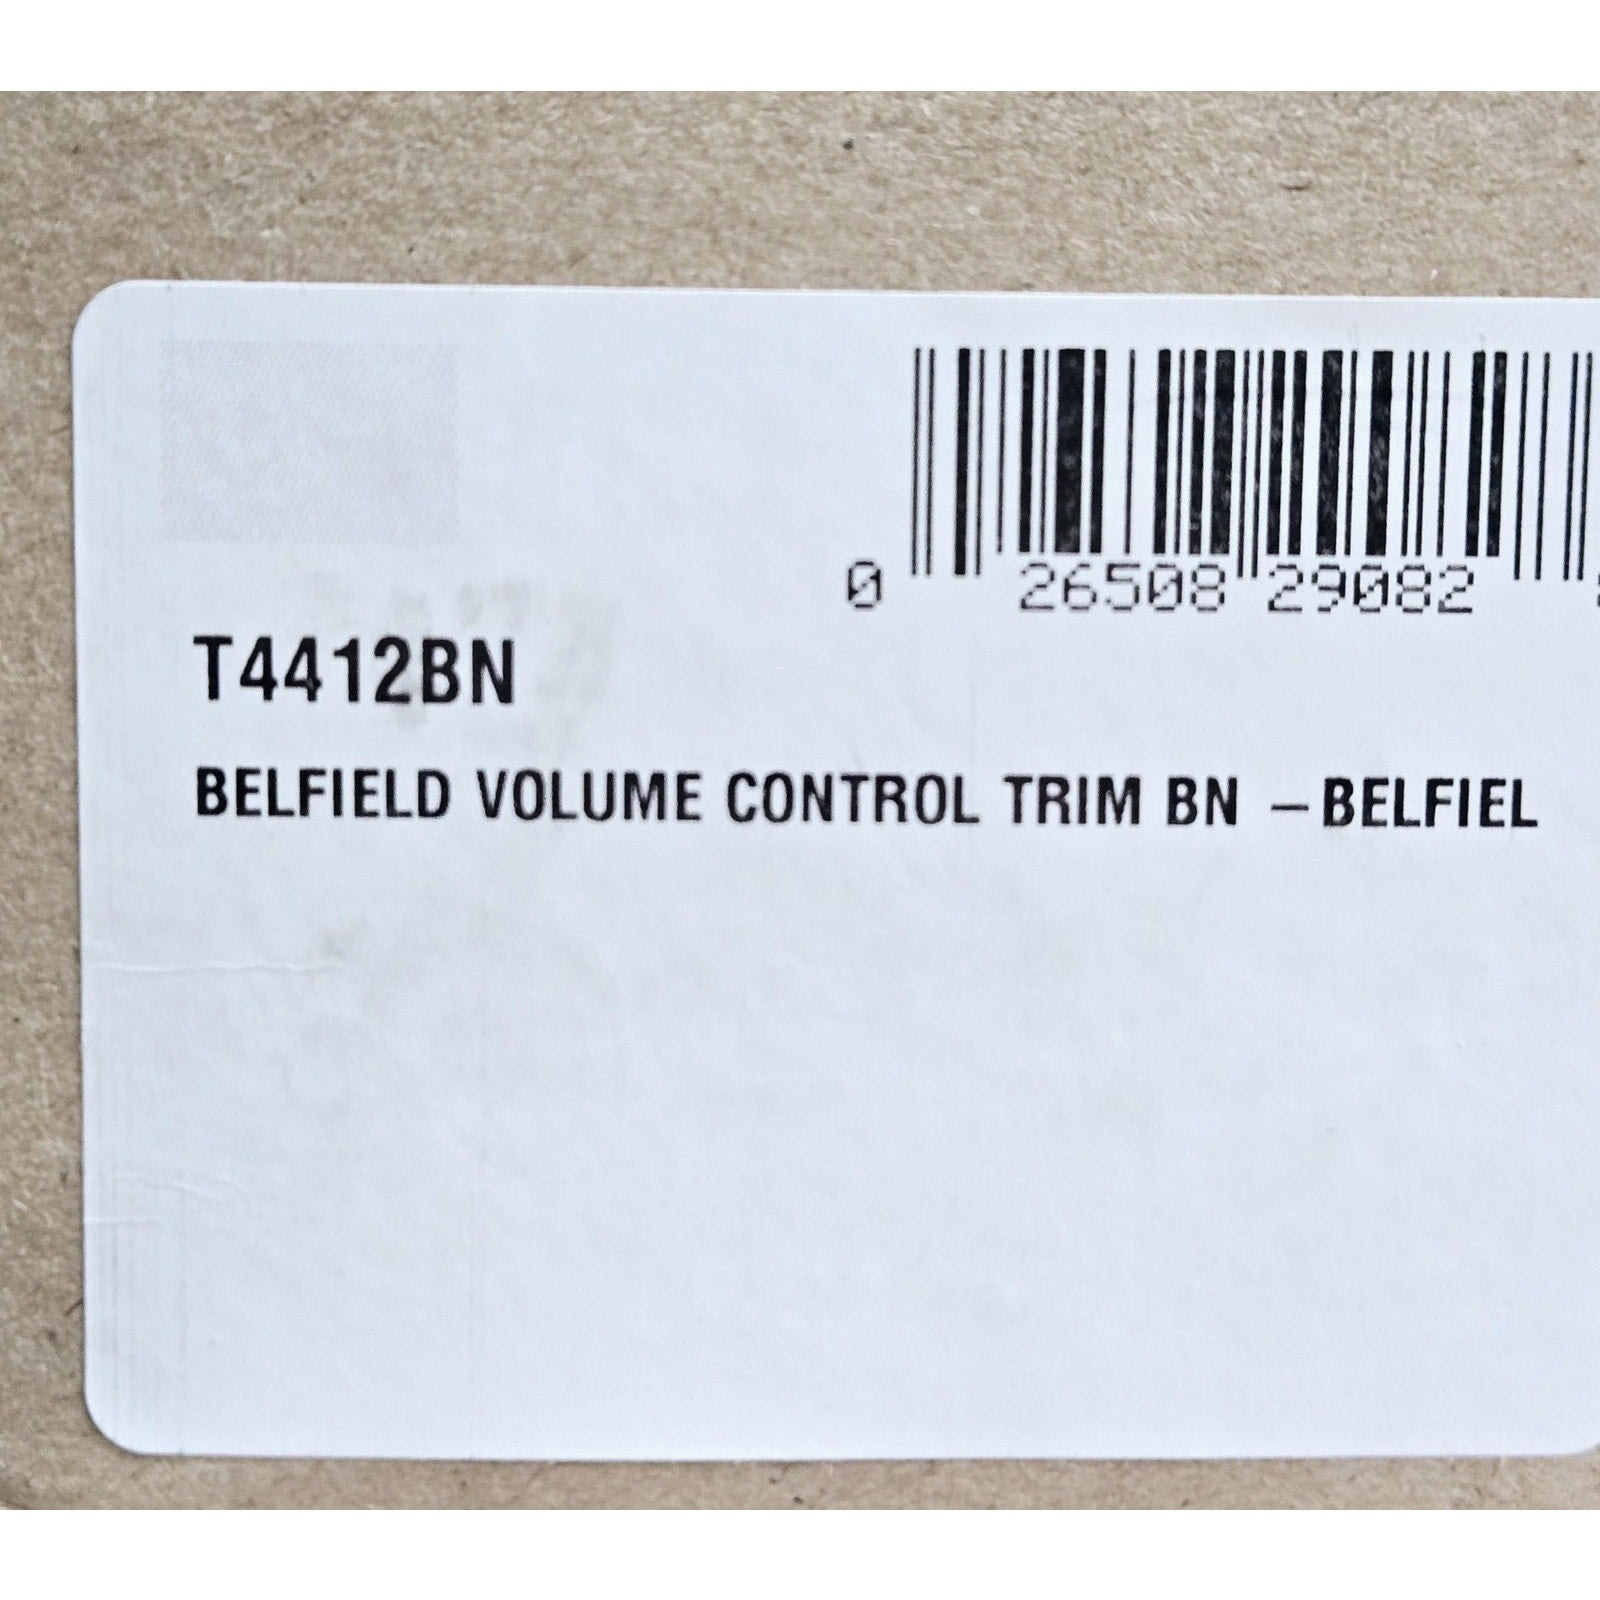 0 26508 29082
T4412BN
BELFIELD VOLUME CONTROL TRIM BN –BELFIEL